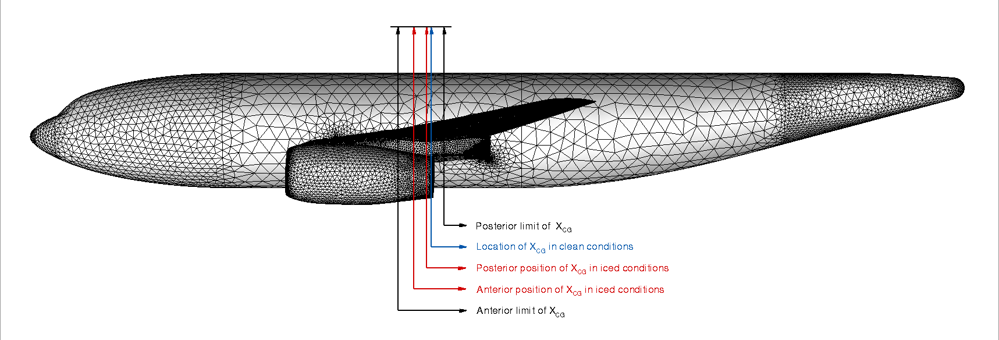 Posterior limit of X_CG
Location of X_CG in clean conditions
Posterior position of X_CG in iced conditions
Anterior position of X_CG in iced conditions
Anterior limit of X_CG